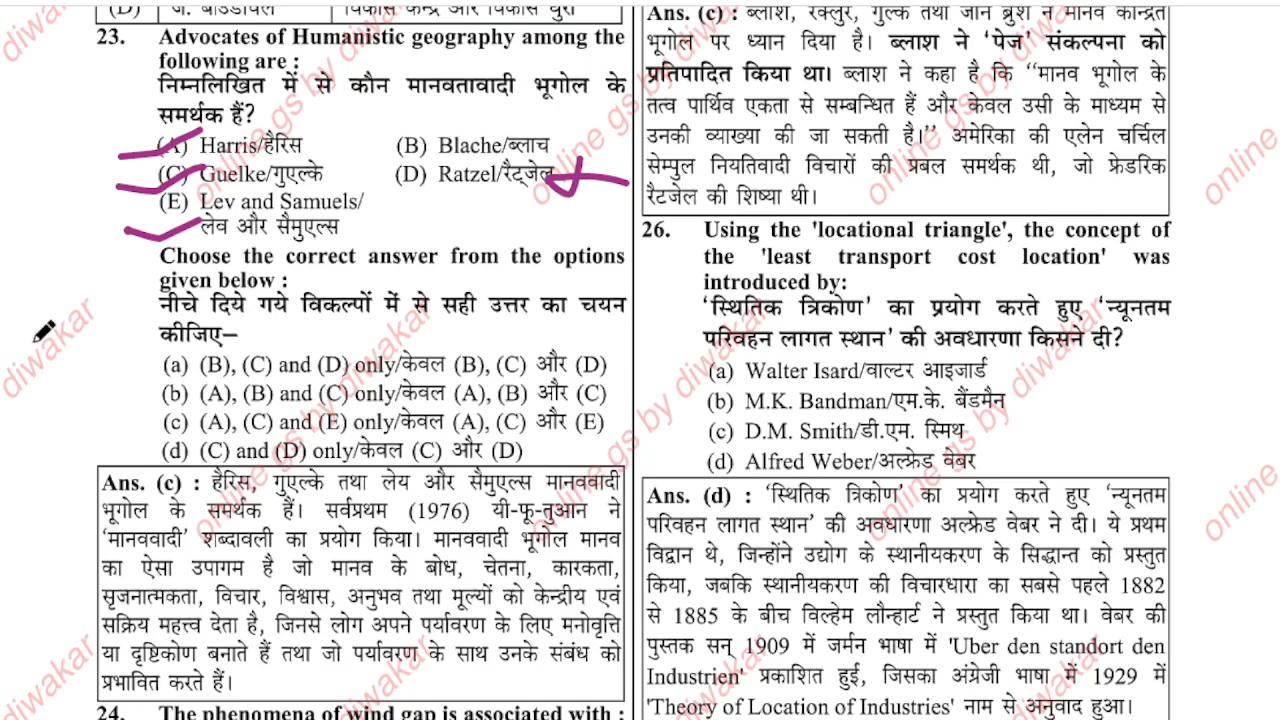 (D) ज. बाउडवायल विकास केन्द्र और विकास धुरी
23. Advocates of Humanistic geography among the
following are :
निम्नलिखित में से कौन मानवतावादी भूगोल के
समर्थक हैं?
(A) Harris/हैरिस (B) Blache/ब्लाच
(C) Guelke/गुएल्के (D) Ratzel/रैट्जेल
(E) Lev and Samuels/
लेव और सैमुएल्स
Choose the correct answer from the options
given below :
नीचे दिये गये विकल्पों में से सही उत्तर का चयन
कीजिए–
(a) (B), (C) and (D) only/केवल (B), (C) और (D)
(b) (A), (B) and (C) only/केवल (A), (B) और (C)
(c) (A), (C) and (E) only/केवल (A), (C) और (E)
(d) (C) and (D) only/केवल (C) और (D)
Ans. (c) : हैरिस, गुएल्के तथा लेय और सैमुएल्स मानववादी
भूगोल के समर्थक हैं। सर्वप्रथम (1976) यी-फू-तुआन ने
‘मानववादी’ शब्दावली का प्रयोग किया। मानववादी भूगोल मानव
का ऐसा उपागम है जो मानव के बोध, चेतना, कारकता,
सृजनात्मकता, विचार, विश्वास, अनुभव तथा मूल्यों को केन्द्रीय एवं
सक्रिय महत्त्व देता है, जिनसे लोग अपने पर्यावरण के लिए मनोवृत्ति
या दृष्टिकोण बनाते हैं तथा जो पर्यावरण के साथ उनके संबंध को
प्रभावित करते हैं।
24. The phenomena of wind gap is associated with :
Ans. (c) : ब्लाश, रक्लुर, गुल्क तथा जीन ब्रुश ने मानव केन्द्रित
भूगोल पर ध्यान दिया है। ब्लाश ने ‘पेज’ संकल्पना को
प्रतिपादित किया था। ब्लाश ने कहा है कि ‘‘मानव भूगोल के
तत्व पार्थिव एकता से सम्बन्धित हैं और केवल उसी के माध्यम से
उनकी व्याख्या की जा सकती है।’’ अमेरिका की एलेन चर्चिल
सेम्पुल नियतिवादी विचारों की प्रबल समर्थक थी, जो फ्रेडरिक
रैटजेल की शिष्या थी।
26. Using the 'locational triangle', the concept of
the 'least transport cost location' was
introduced by:
‘स्थितिक त्रिकोण’ का प्रयोग करते हुए ‘न्यूनतम
परिवहन लागत स्थान’ की अवधारणा किसने दी?
(a) Walter Isard/वाल्टर आइजार्ड
(b) M.K. Bandman/एम.के. बैंडमैन
(c) D.M. Smith/डी.एम. स्मिथ
(d) Alfred Weber/अल्फ्रेड वेबर
Ans. (d) : ‘स्थितिक त्रिकोण’ का प्रयोग करते हुए ‘न्यूनतम
परिवहन लागत स्थान’ की अवधारणा अल्फ्रेड वेबर ने दी। ये प्रथम
विद्वान थे, जिन्होंने उद्योग के स्थानीयकरण के सिद्धान्त को प्रस्तुत
किया, जबकि स्थानीयकरण की विचारधारा का सबसे पहले 1882
से 1885 के बीच विल्हेम लौन्हार्ट ने प्रस्तुत किया था। वेबर की
पुस्तक सन् 1909 में जर्मन भाषा में 'Uber den standort den
Industrien' प्रकाशित हुई, जिसका अंग्रेजी भाषा में 1929 में
'Theory of Location of Industries' नाम से अनुवाद हुआ।
online gs by diwakar